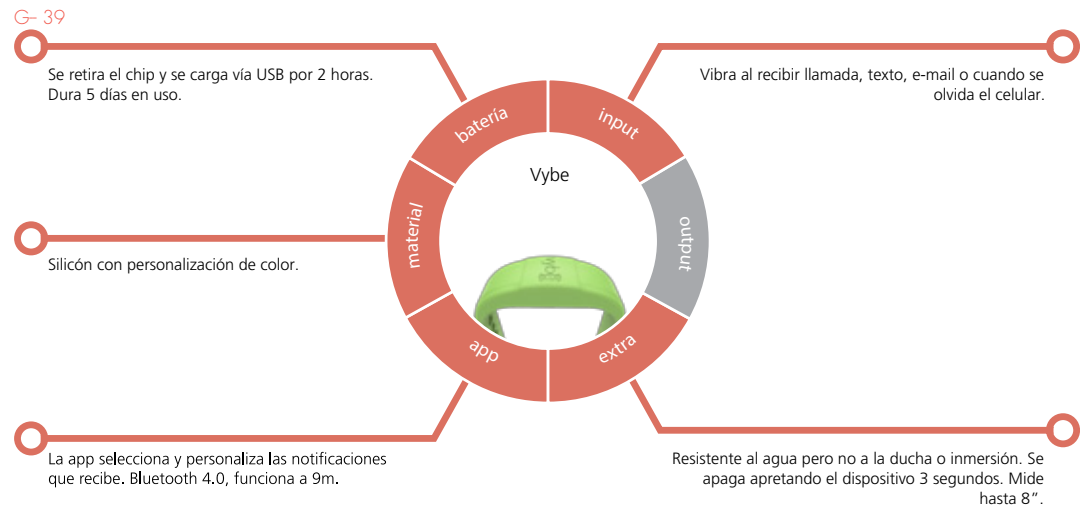 G- 39
Se retira el chip y se carga vía USB por 2 horas.
Dura 5 días en uso.
Vibra al recibir llamada, texto, e-mail o cuando se
olvida el celular.
batería
input
Vybe
material
output
Silicón con personalización de color.
app
extra
La app selecciona y personaliza las notificaciones
que recibe. Bluetooth 4.0, funciona a 9m.
Resistente al agua pero no a la ducha o inmersión. Se
apaga apretando el dispositivo 3 segundos. Mide
hasta 8”.